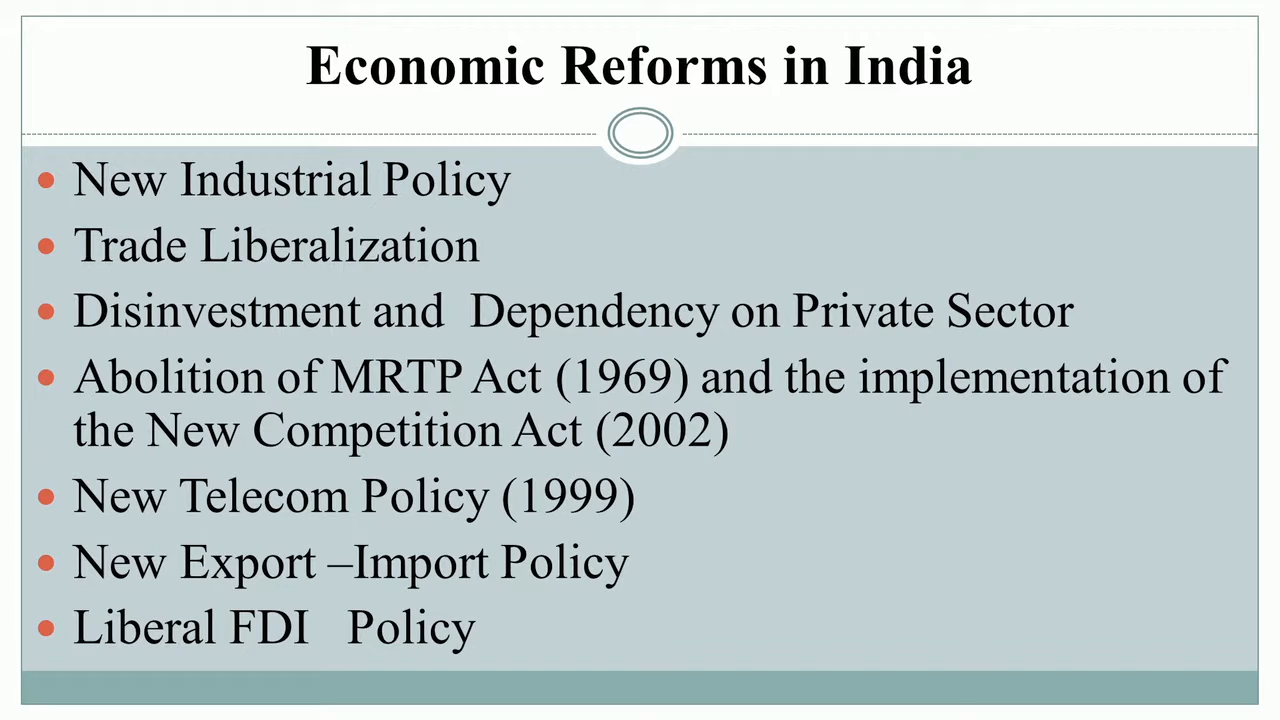 Economic Reforms in India
• New Industrial Policy
• Trade Liberalization
• Disinvestment and  Dependency on Private Sector
• Abolition of MRTP Act (1969) and the implementation of
the New Competition Act (2002)
• New Telecom Policy (1999)
• New Export –Import Policy
• Liberal FDI   Policy